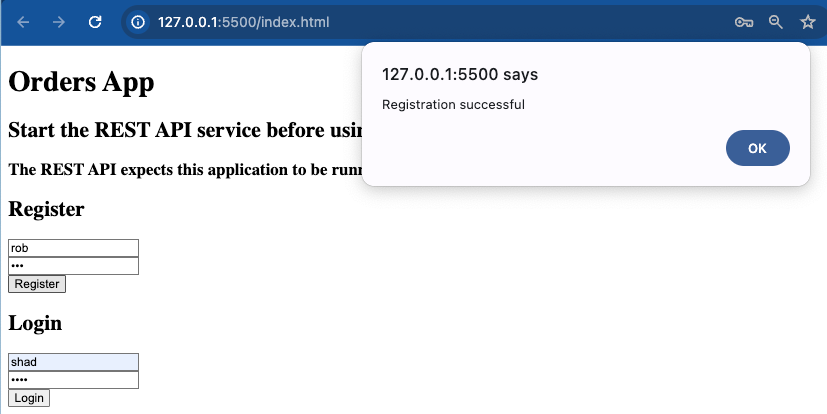 127.0.0.1:5500/index.html
127.0.0.1:5500 says
Registration successful
OK
Orders App
Start the REST API service before usin
The REST API expects this application to be runn
Register
rob
•••
Register
Login
shad
••••
Login